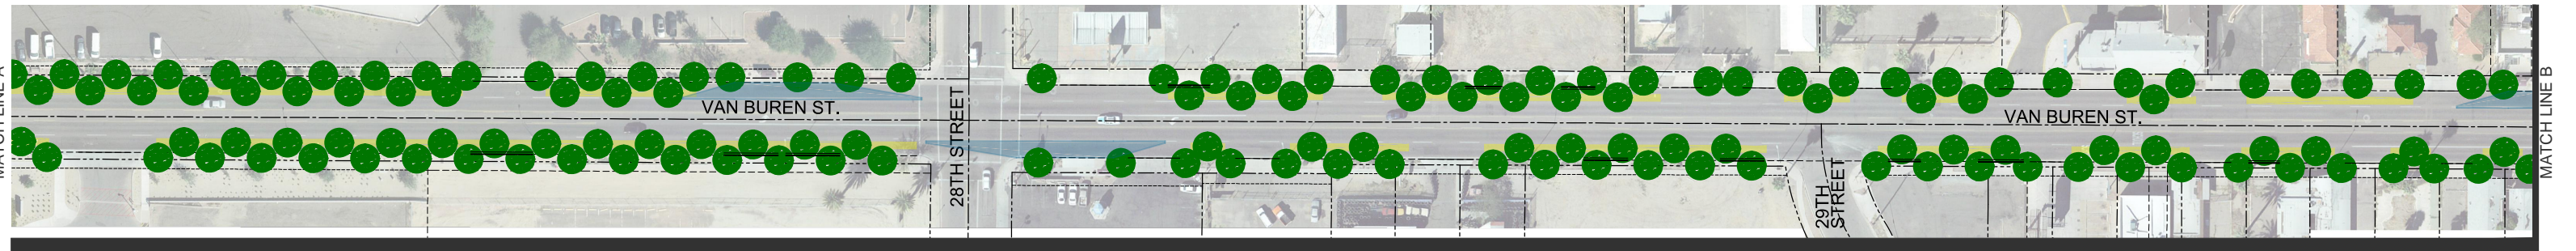 MATCH LINE A
VAN BUREN ST.
28TH STREET
29TH
STREET
VAN BUREN ST.
MATCH LINE B